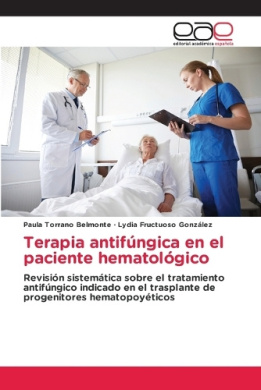 eae
editorial académica española
Paula Torrano Belmonte · Lydia Fructuoso González
Terapia antifúngica en el
paciente hematológico
Revisión sistemática sobre el tratamiento
antifúngico indicado en el trasplante de
progenitores hematopoyéticos